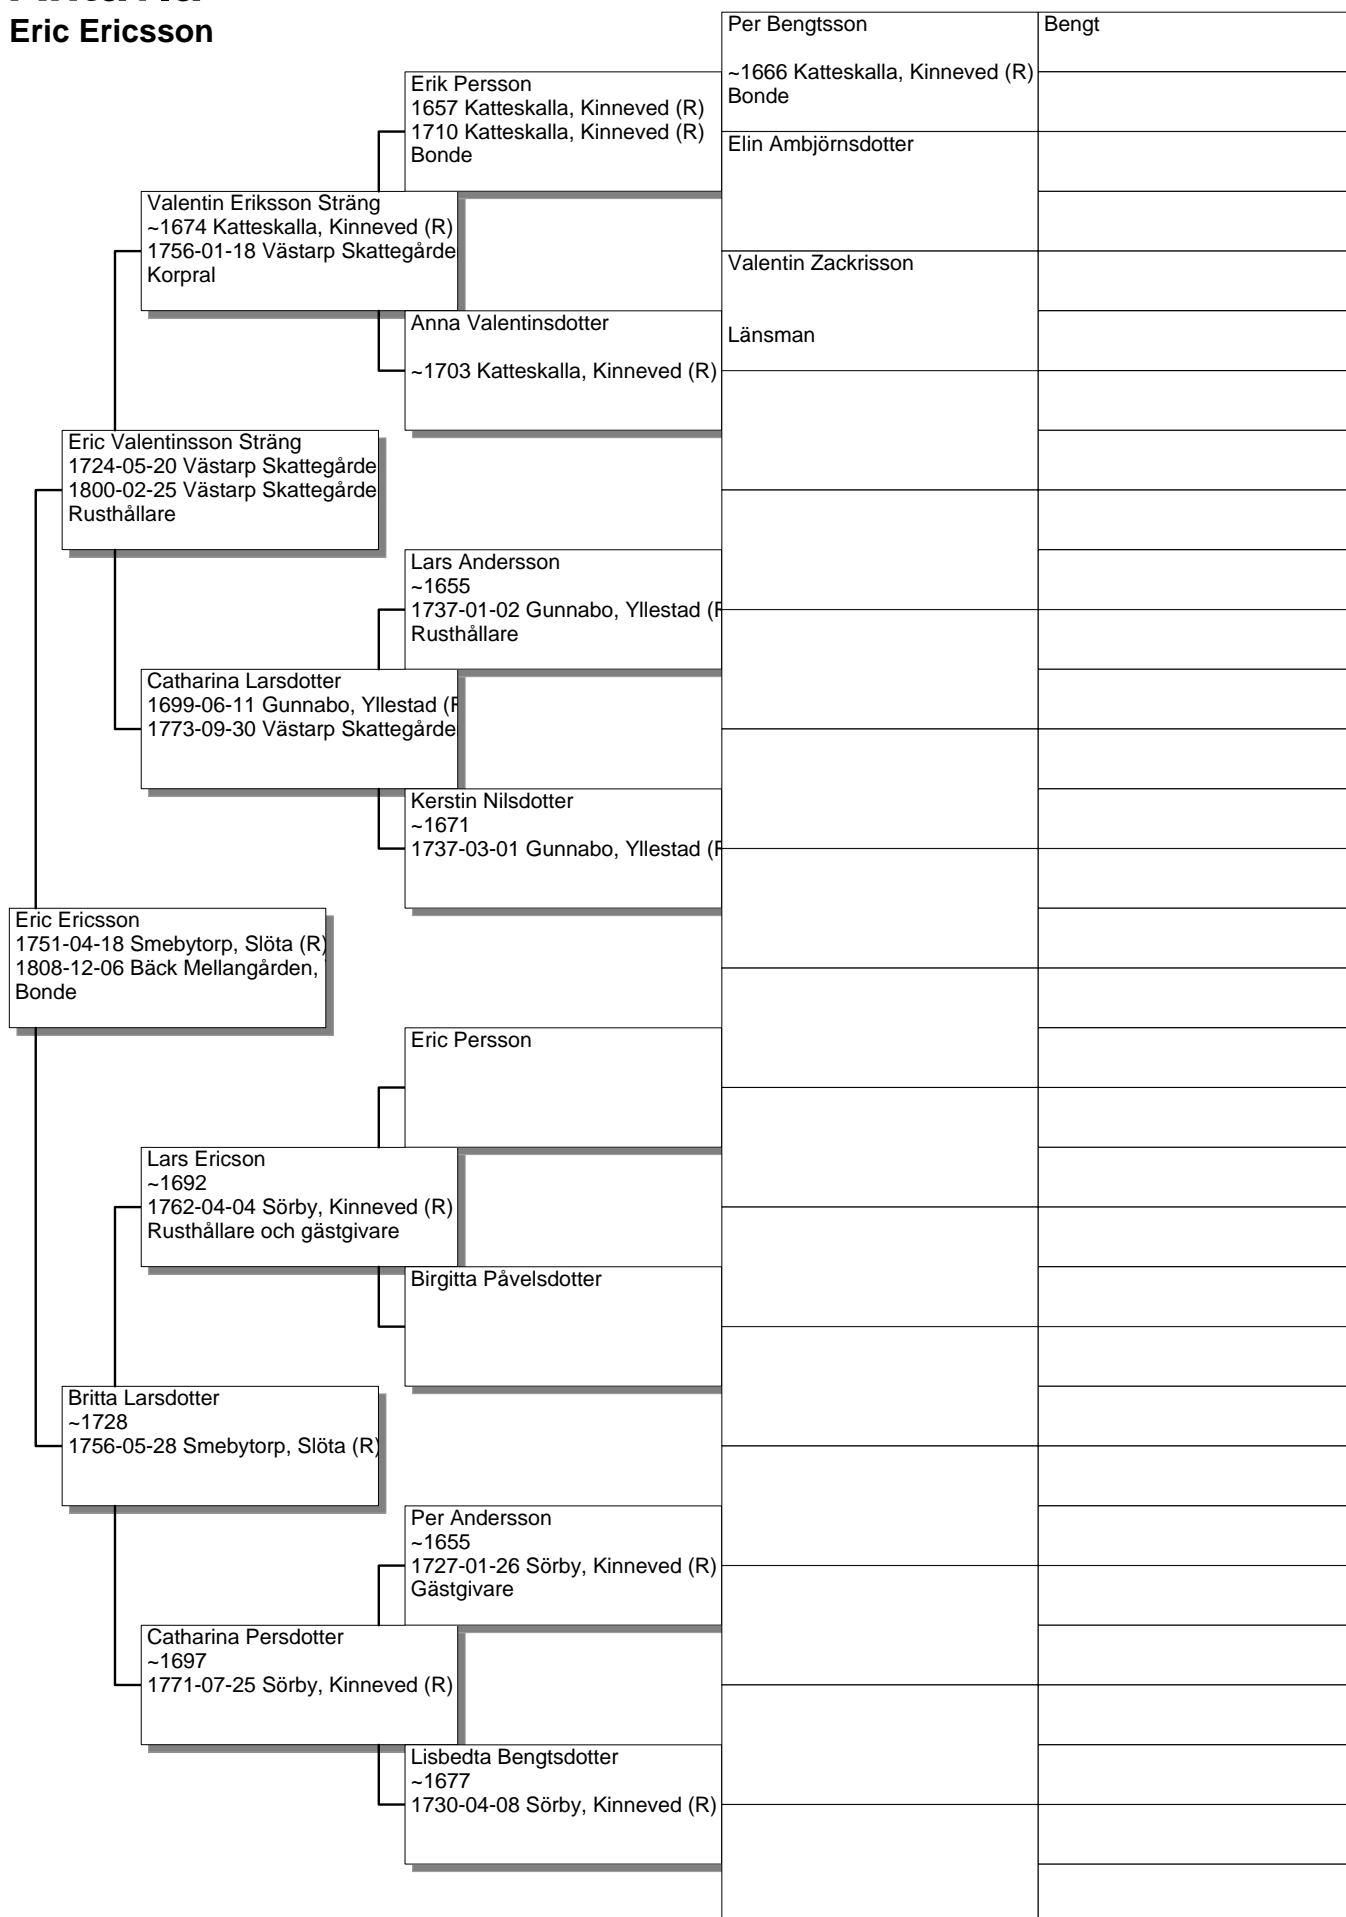 Eric Ericsson
Per Bengtsson
~1666 Katteskalla, Kinneved (R)
Bonde
Bengt
Erik Persson
1657 Katteskalla, Kinneved (R)
1710 Katteskalla, Kinneved (R)
Bonde
Elin Ambjörnsdotter
Valentin Eriksson Sträng
~1674 Katteskalla, Kinneved (R)
1756-01-18 Västarp Skattegårde
Korpral
Valentin Zackrisson
Länsman
Anna Valentinsdotter
~1703 Katteskalla, Kinneved (R)
Eric Valentinsson Sträng
1724-05-20 Västarp Skattegårde
1800-02-25 Västarp Skattegårde
Rusthållare
Lars Andersson
~1655
1737-01-02 Gunnabo, Yllestad (R
Rusthållare
Catharina Larsdotter
1699-06-11 Gunnabo, Yllestad (R
1773-09-30 Västarp Skattegårde
Kerstin Nilsdotter
~1671
1737-03-01 Gunnabo, Yllestad (R
Eric Ericsson
1751-04-18 Smebytorp, Slöta (R)
1808-12-06 Bäck Mellangården,
Bonde
Eric Persson
Lars Ericson
~1692
1762-04-04 Sörby, Kinneved (R)
Rusthållare och gästgivare
Birgitta Påvelsdotter
Britta Larsdotter
~1728
1756-05-28 Smebytorp, Slöta (R)
Per Andersson
~1655
1727-01-26 Sörby, Kinneved (R)
Gästgivare
Catharina Persdotter
~1697
1771-07-25 Sörby, Kinneved (R)
Lisbedta Bengtsdotter
~1677
1730-04-08 Sörby, Kinneved (R)